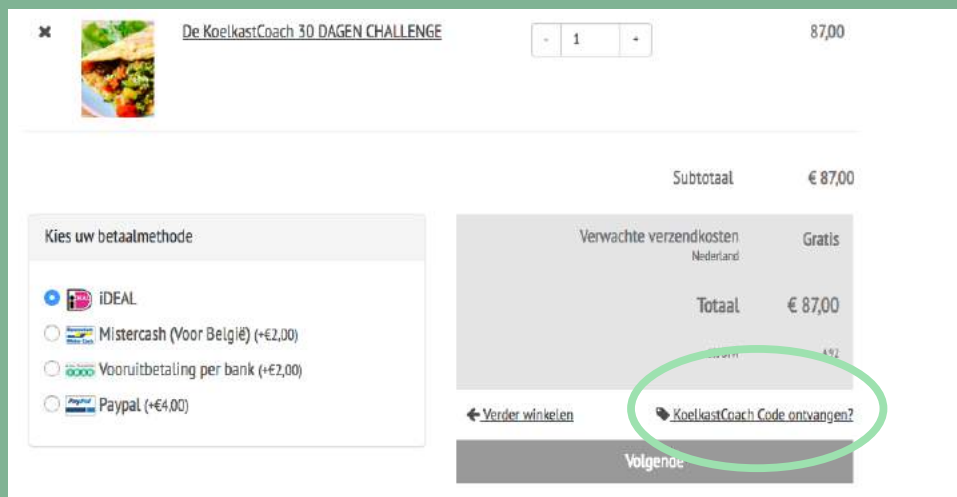 ✖ De KoelkastCoach 30 DAGEN CHALLENGE - 1 + 87,00
Subtotaal € 87,00
Kies uw betaalmethode
iDEAL
Mistercash (Voor België) (+€2,00)
Vooruitbetaling per bank (+€2,00)
Paypal (+€4,00)
Verwachte verzendkosten Gratis
Nederland
Totaal € 87,00
← Verder winkelen
KoelkastCoach Code ontvangen?
Volgende